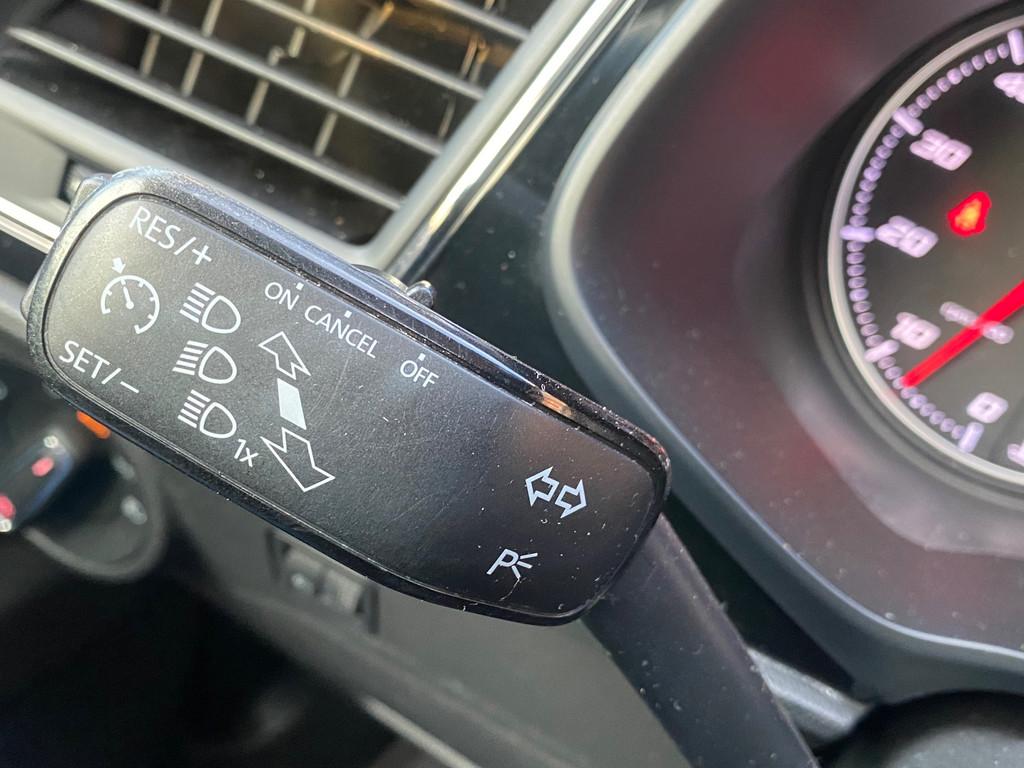 RES/+
ON CANCEL
OFF
SET/-
1x
P
30
20
10
0